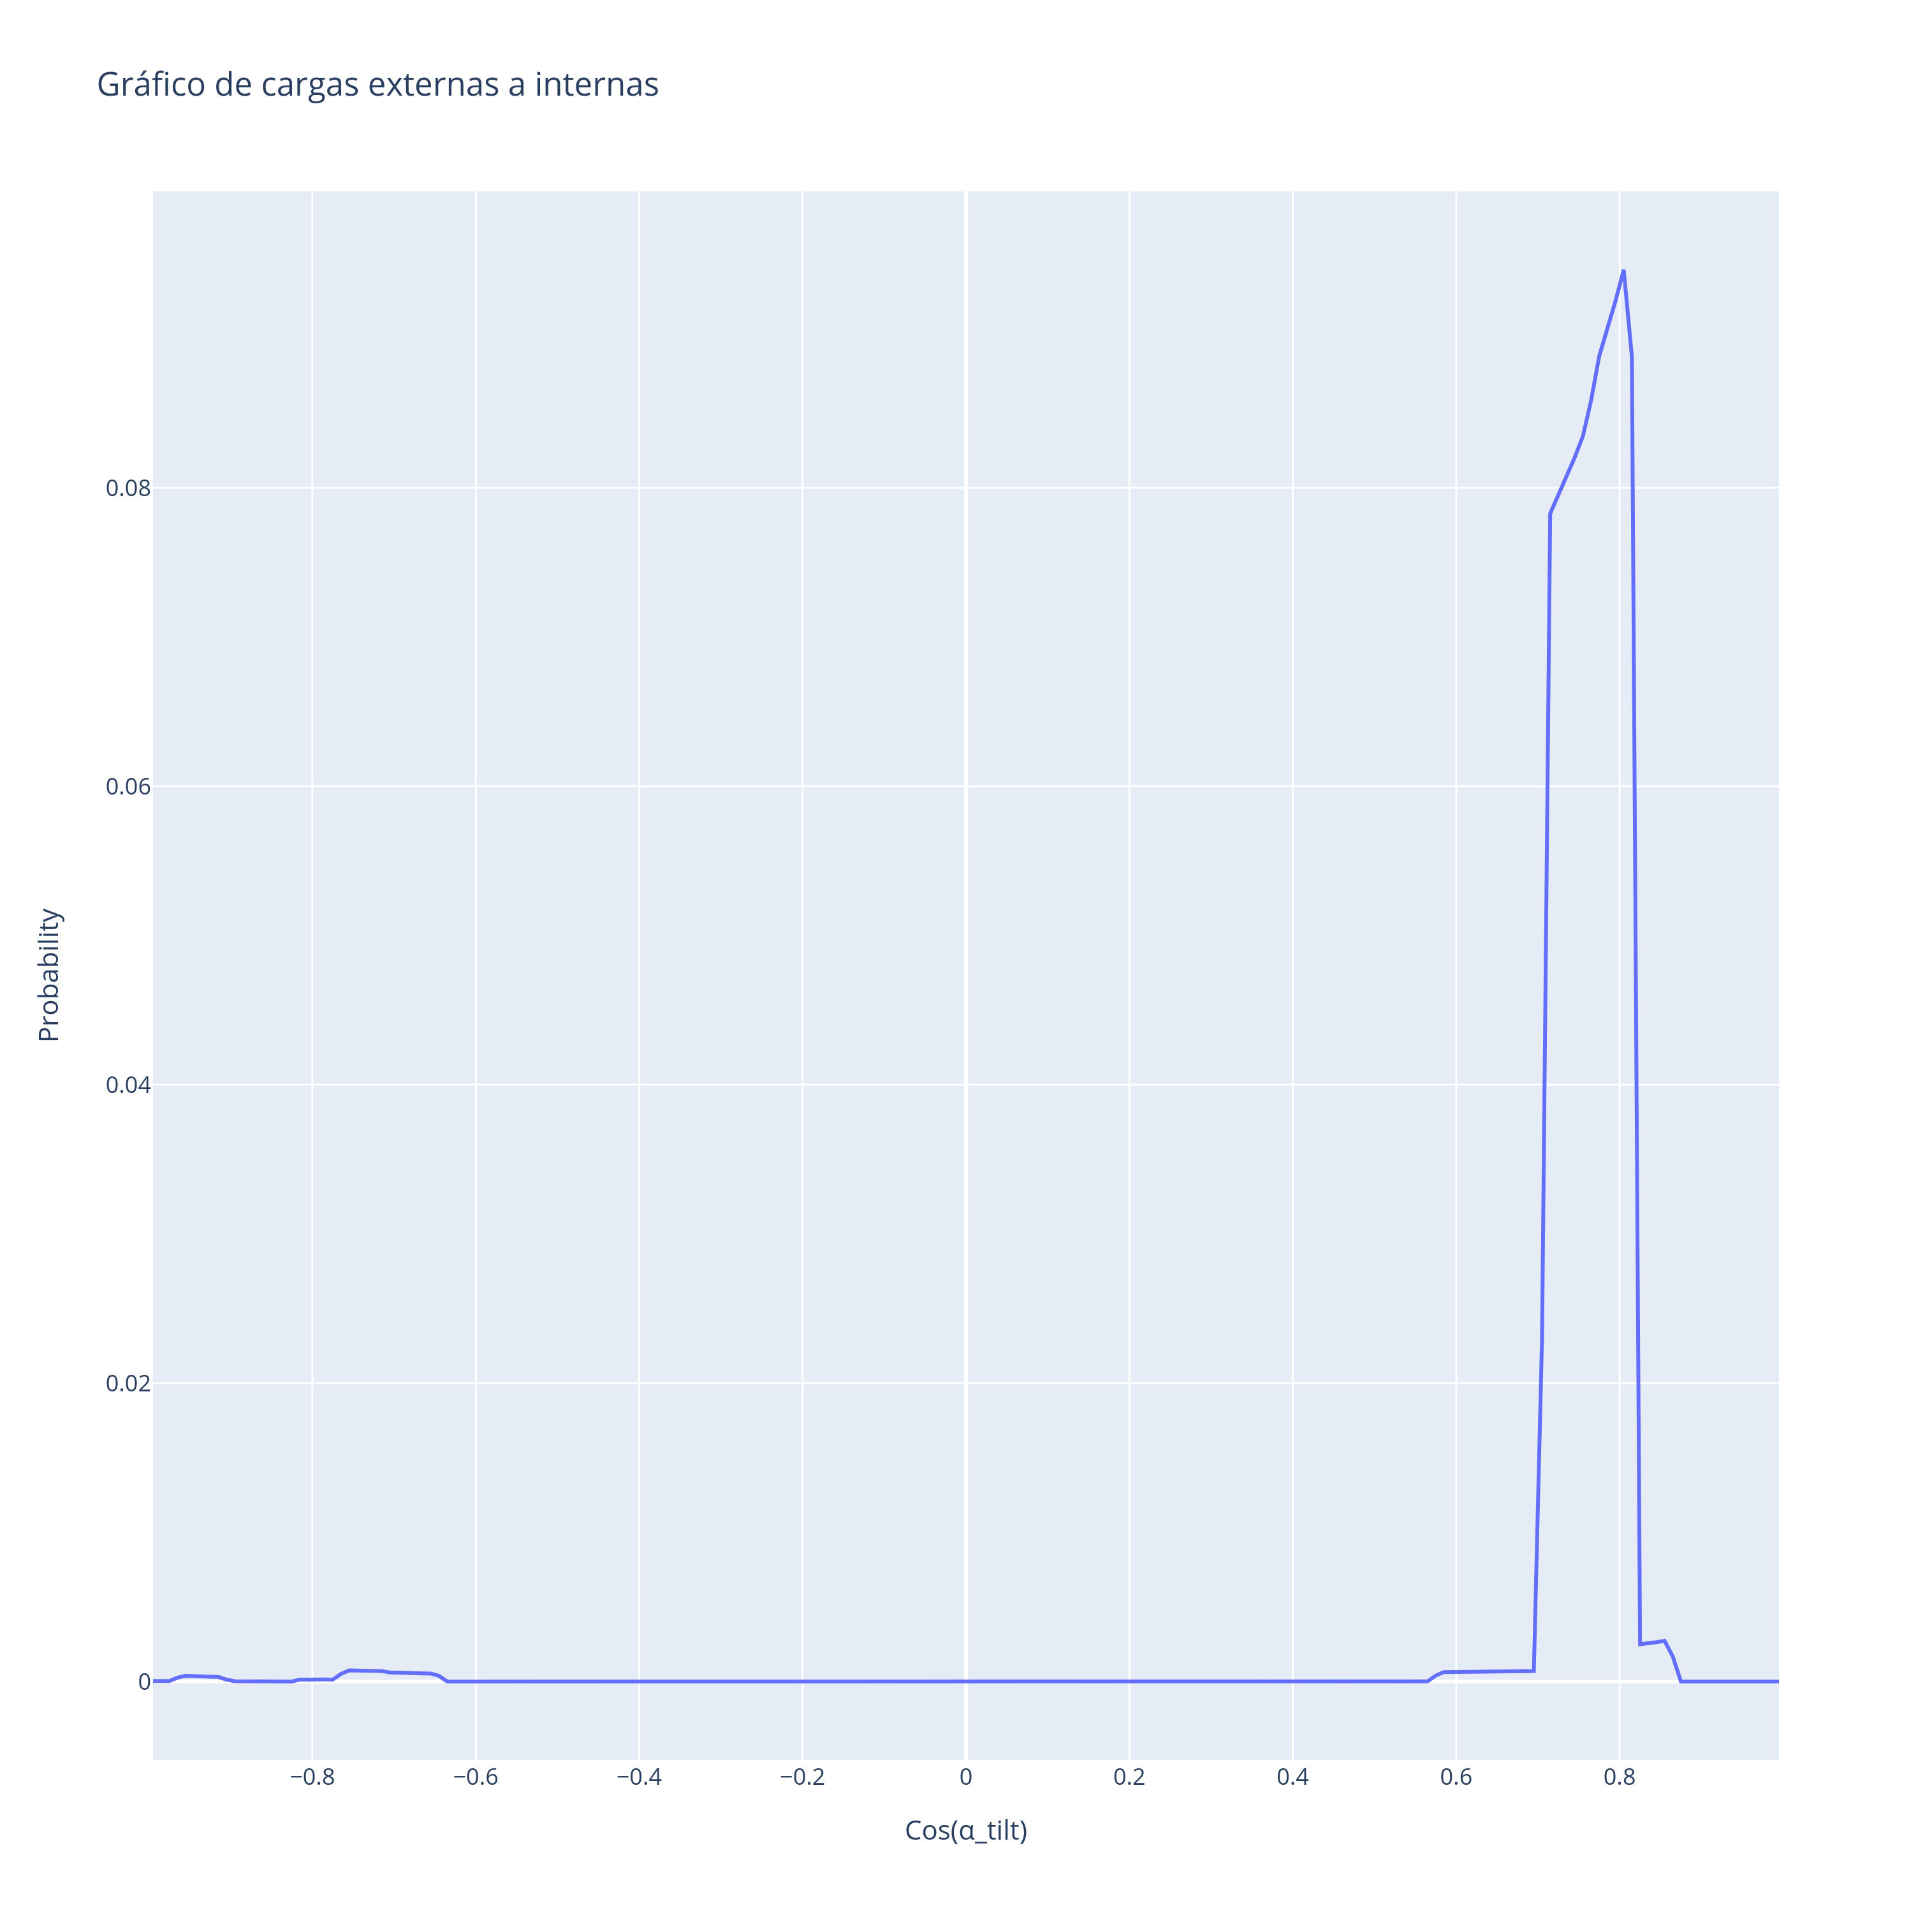 Gráfico de cargas externas a internas
Probability
0.08
0.06
0.04
0.02
0
−0.8 −0.6 −0.4 −0.2 0 0.2 0.4 0.6 0.8
Cos(α_tilt)